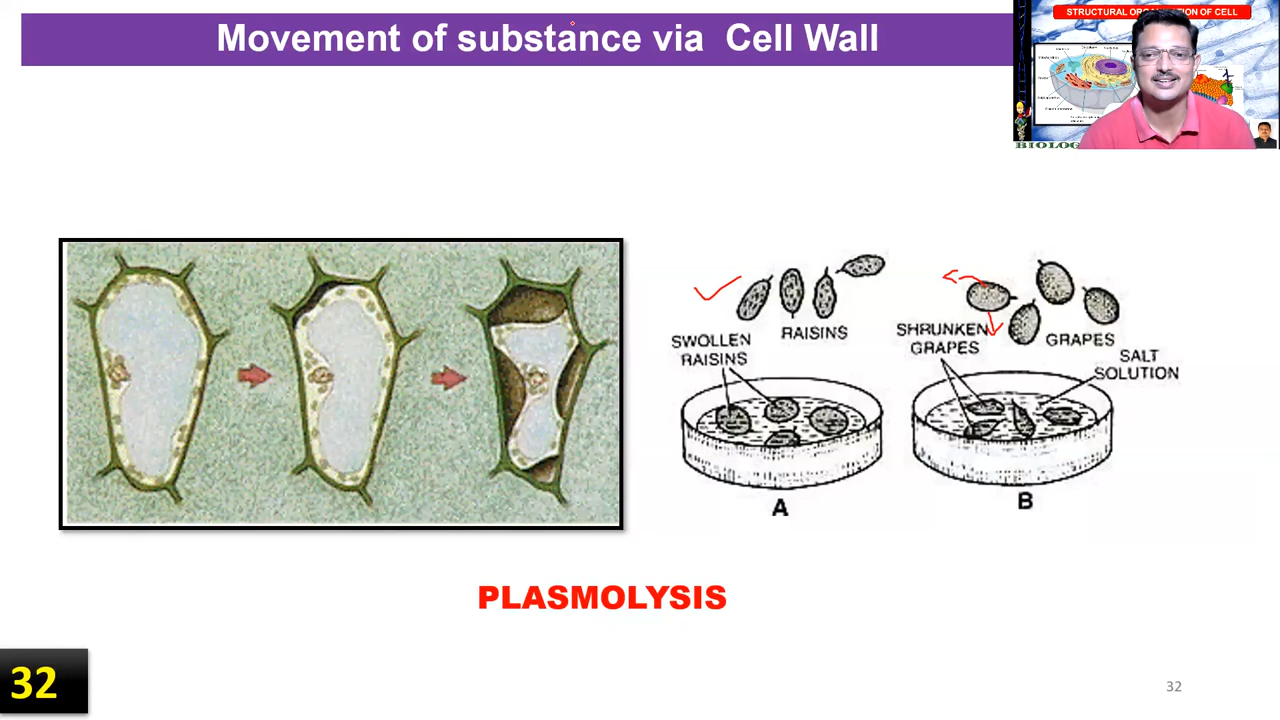 Movement of substance via Cell Wall
STRUCTURAL ORGANISATION OF CELL
BIOLOG
RAISINS
SWOLLEN
RAISINS
GRAPES
SHRUNKEN
GRAPES
SALT
SOLUTION
A
B
PLASMOLYSIS
32
32